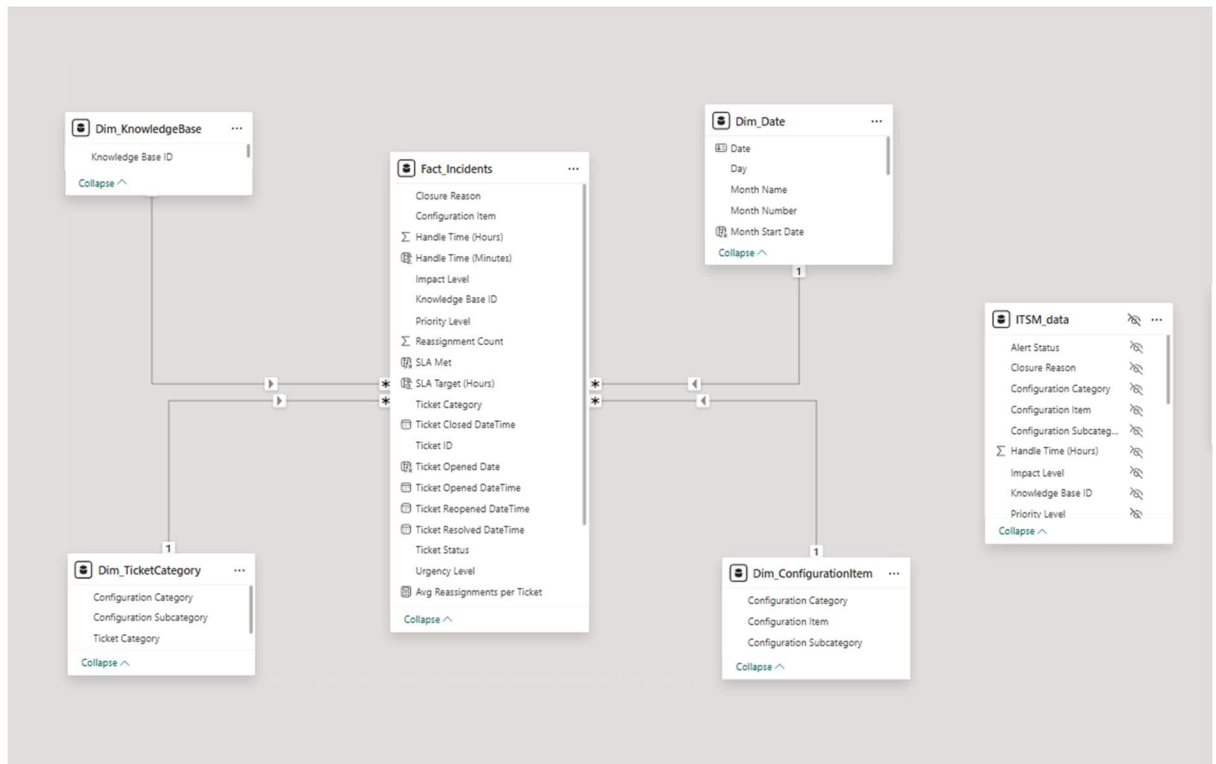 Dim_KnowledgeBase
Knowledge Base ID
Collapse
Fact_Incidents
Closure Reason
Configuration Item
Handle Time (Hours)
Handle Time (Minutes)
Impact Level
Knowledge Base ID
Priority Level
Reassignment Count
SLA Met
SLA Target (Hours)
Ticket Category
Ticket Closed DateTime
Ticket ID
Ticket Opened Date
Ticket Opened DateTime
Ticket Reopened DateTime
Ticket Resolved DateTime
Ticket Status
Urgency Level
Avg Reassignments per Ticket
Collapse
Dim_Date
Date
Day
Month Name
Month Number
Month Start Date
Collapse
1
ITSM_data
Alert Status
Closure Reason
Configuration Category
Configuration Item
Configuration Subcateg...
Handle Time (Hours)
Impact Level
Knowledge Base ID
Priority Level
Collapse
1
Dim_TicketCategory
Configuration Category
Configuration Subcategory
Ticket Category
Collapse
1
Dim_ConfigurationItem
Configuration Category
Configuration Item
Configuration Subcategory
Collapse